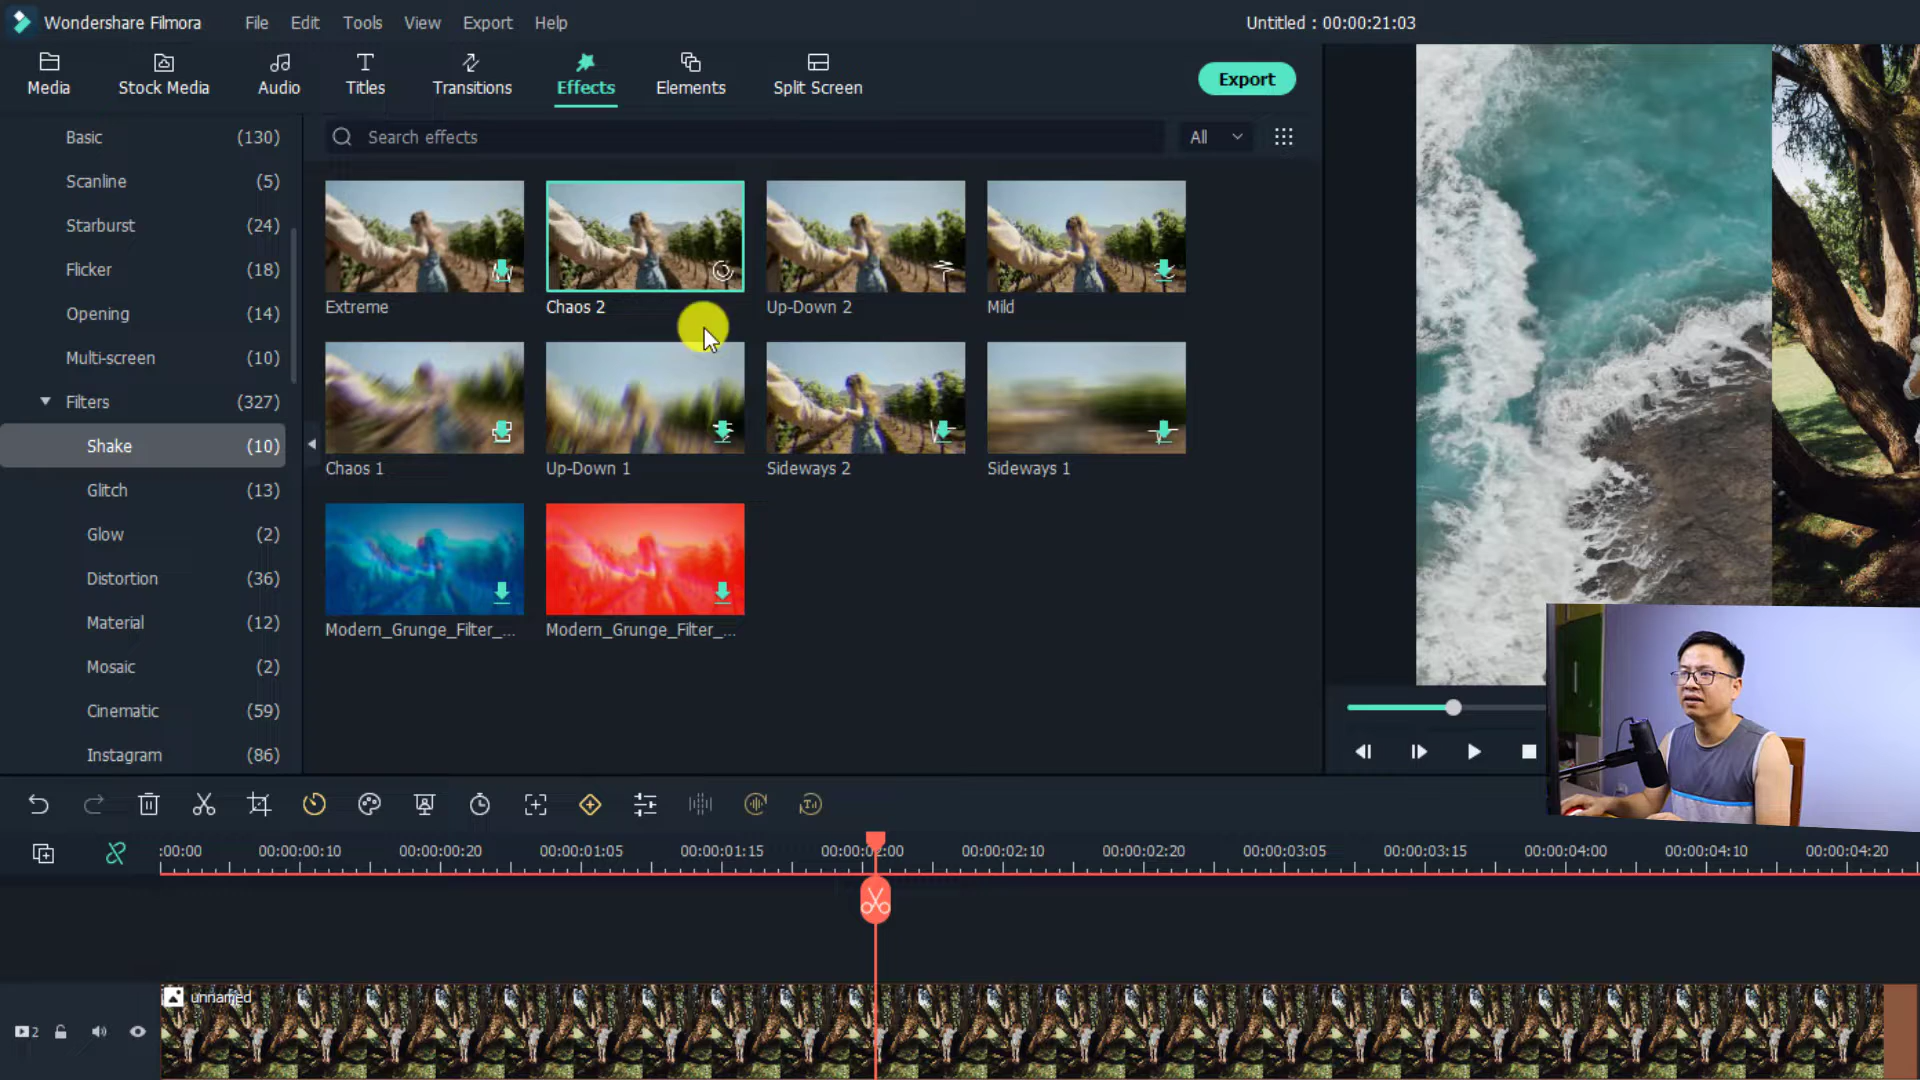 Wondershare Filmora File Edit Tools View Export Help Untitled : 00:00:21:03
Media Stock Media Audio Titles Transitions Effects Elements Split Screen Export
Search effects All
Basic (130)
Scanline (5)
Starburst (24)
Flicker (18)
Opening (14)
Multi-screen (10)
Filters (327)
Shake (10)
Glitch (13)
Glow (2)
Distortion (36)
Material (12)
Mosaic (2)
Cinematic (59)
Instagram (86)
Extreme Chaos 2 Up-Down 2 Mild
Chaos 1 Up-Down 1 Sideways 2 Sideways 1
Modern_Grunge_Filter_... Modern_Grunge_Filter_...
:00:00 00:00:00:10 00:00:00:20 00:00:01:05 00:00:01:15 00:00:02:00 00:00:02:10 00:00:02:20 00:00:03:05 00:00:03:15 00:00:04:00 00:00:04:10 00:00:04:20
unnamed
2